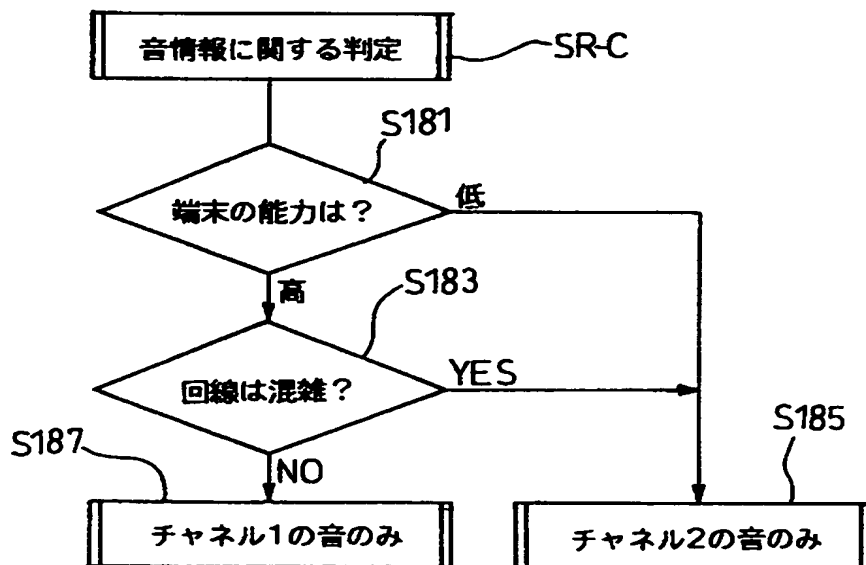 音情報に関する判定
SR-C
S181
端末の能力は?
低
高
S183
回線は混雑?
YES
S187
NO
S185
チャネル1の音のみ
チャネル2の音のみ